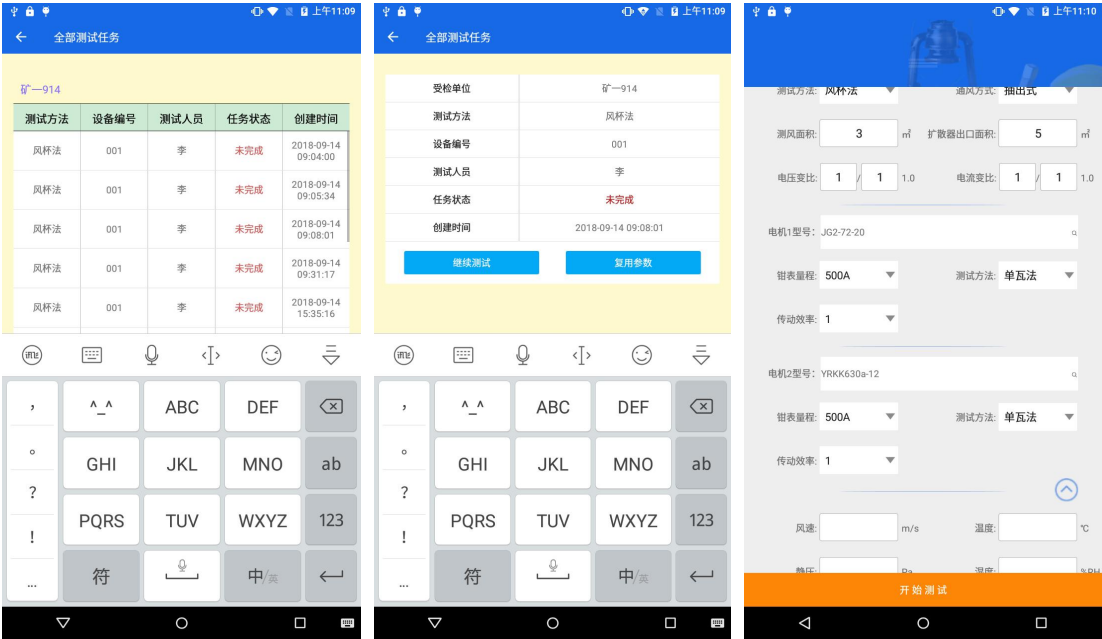 上午11:09
全部测试任务
矿一914
测试方法 设备编号 测试人员 任务状态 创建时间
风杯法 001 李 未完成 2018-09-14 09:04:00
风杯法 001 李 未完成 2018-09-14 09:05:34
风杯法 001 李 未完成 2018-09-14 09:08:01
风杯法 001 李 未完成 2018-09-14 09:31:17
风杯法 001 李 未完成 2018-09-14 15:35:16
， ^_^ ABC DEF
。 GHI JKL MNO ab
？ PQRS TUV WXYZ 123
！
... 符 中/英
上午11:09
全部测试任务
受检单位 矿一914
测试方法 风杯法
设备编号 001
测试人员 李
任务状态 未完成
创建时间 2018-09-14 09:08:01
继续测试 复用参数
， ^_^ ABC DEF
。 GHI JKL MNO ab
？ PQRS TUV WXYZ 123
！
... 符 中/英
上午11:10
测试方法: 风杯法 通风方式: 抽出式
测风面积: 3 ㎡ 扩散器出口面积: 5 ㎡
电压变比: 1 / 1 1.0 电流变比: 1 / 1 1.0
电机1型号: JG2-72-20
钳表量程: 500A 测试方法: 单瓦法
传动效率: 1
电机2型号: YRKK630a-12
钳表量程: 500A 测试方法: 单瓦法
传动效率: 1
风速: m/s 温度: ℃
静压: Pa 湿度: %RH
开始测试